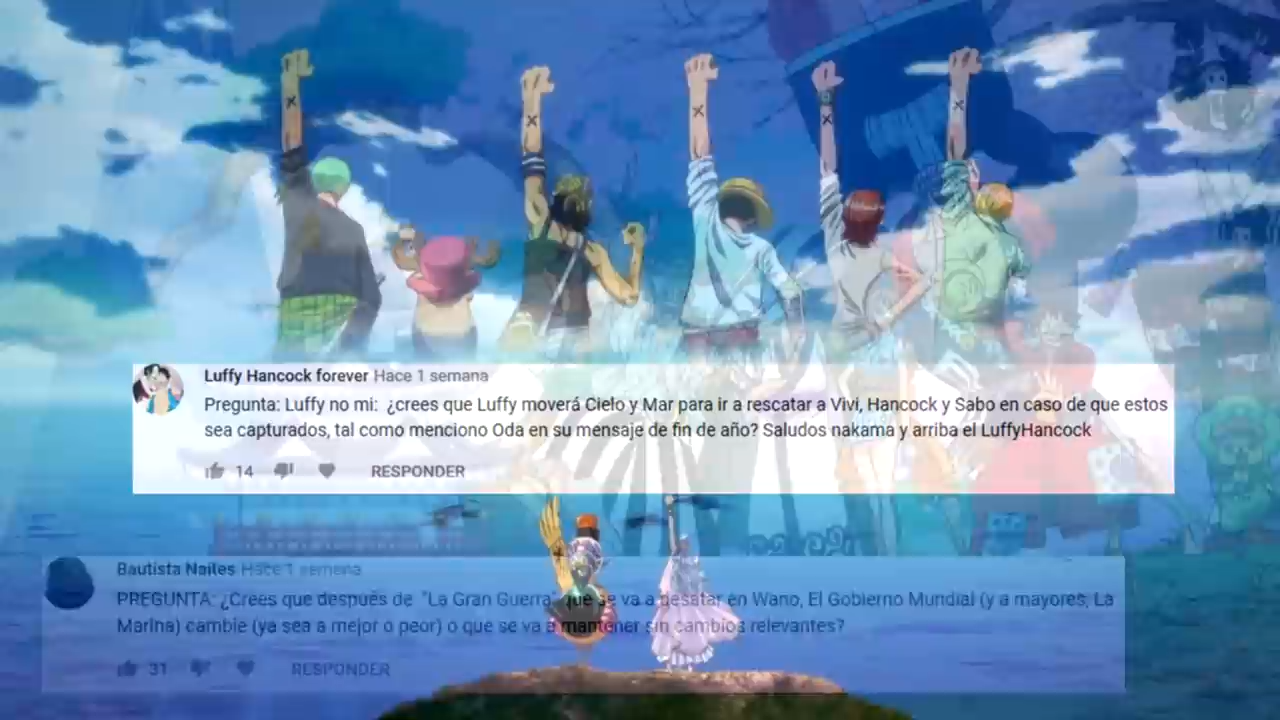 Luffy Hancock forever Hace 1 semana
Pregunta: Luffy no mi: ¿crees que Luffy moverá Cielo y Mar para ir a rescatar a Vivi, Hancock y Sabo en caso de que estos
sea capturados, tal como menciono Oda en su mensaje de fin de año? Saludos nakama y arriba el LuffyHancock
14 RESPONDER
Bautista Nailes Hace 1 semana
PREGUNTA: ¿Crees que después de "La Gran Guerra" que se va a desatar en Wano, El Gobierno Mundial (y a mayores, La
Marina) cambie (ya sea a mejor o peor) o que se va a mantener sin cambios relevantes?
31 RESPONDER